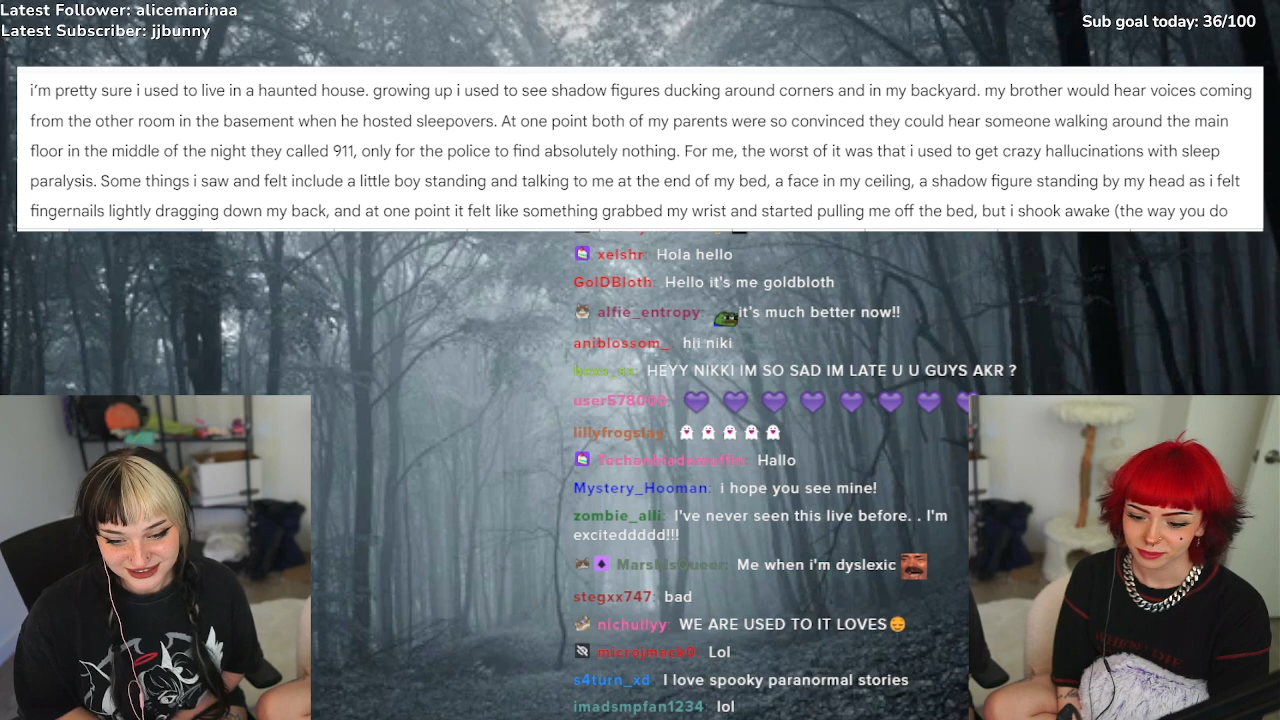 Latest Follower: alicemarinaa
Latest Subscriber: jjbunny
Sub goal today: 36/100
i'm pretty sure i used to live in a haunted house. growing up i used to see shadow figures ducking around corners and in my backyard. my brother would hear voices coming
from the other room in the basement when he hosted sleepovers. At one point both of my parents were so convinced they could hear someone walking around the main
floor in the middle of the night they called 911, only for the police to find absolutely nothing. For me, the worst of it was that i used to get crazy hallucinations with sleep
paralysis. Some things i saw and felt include a little boy standing and talking to me at the end of my bed, a face in my ceiling, a shadow figure standing by my head as i felt
fingernails lightly dragging down my back, and at one point it felt like something grabbed my wrist and started pulling me off the bed, but i shook awake (the way you do
xelshr: Hola hello
GolDBloth: Hello it's me goldbloth
alfie_entropy: it's much better now!!
aniblossom_: hii niki
HEYY NIKKI IM SO SAD IM LATE U U GUYS AKR ?
lillyfrogslay:
Hallo
Mystery_Hooman: i hope you see mine!
zombie_alli: I've never seen this live before. . I'm
exciteddddd!!!
Me when i'm dyslexic
stegxx747: bad
nichullyy: WE ARE USED TO IT LOVES
microjmack0: Lol
s4turn_xd: I love spooky paranormal stories
imadsmpfan1234: lol
WHEN I DIE